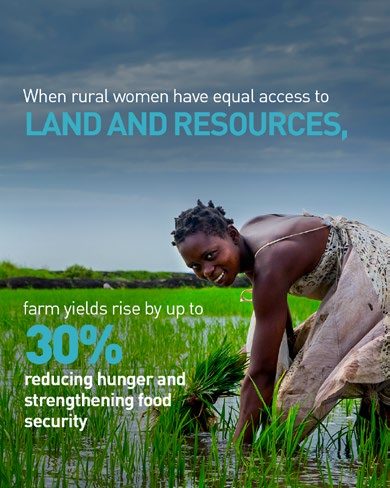 When rural women have equal access to
LAND AND RESOURCES,
farm yields rise by up to
30%
reducing hunger and
strengthening food
security